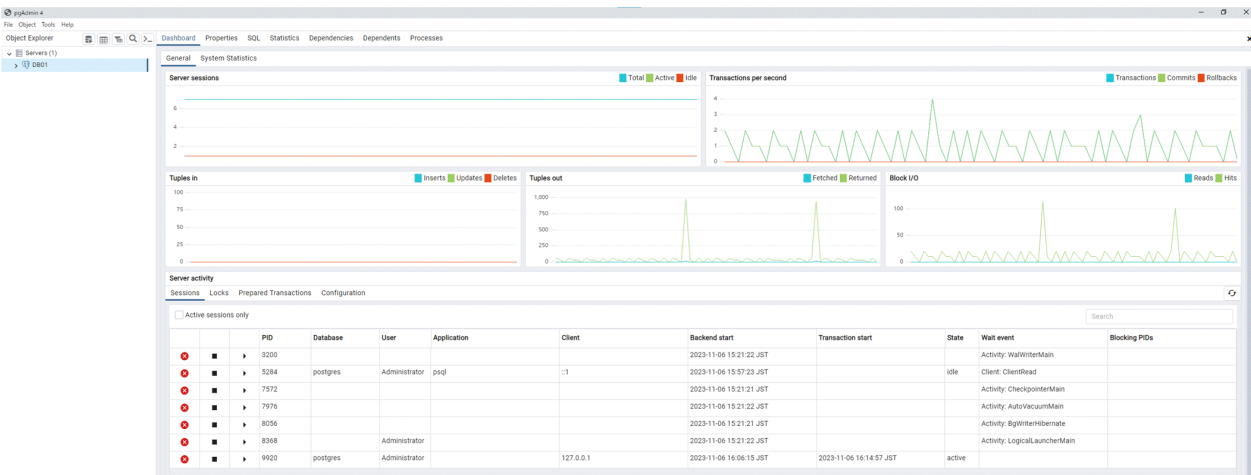 pgAdmin 4
File Object Tools Help
Object Explorer
Servers (1)
DB01
Dashboard Properties SQL Statistics Dependencies Dependents Processes
General System Statistics
Server sessions Total Active Idle
6
4
2
Transactions per second Transactions Commits Rollbacks
4
3
2
1
0
Tuples in Inserts Updates Deletes
100
75
50
25
0
Tuples out Fetched Returned
1,000
750
500
250
0
Block I/O Reads Hits
100
50
0
Server activity
Sessions Locks Prepared Transactions Configuration
Active sessions only
Search
PID Database User Application Client Backend start Transaction start State Wait event Blocking PIDs
3200 2023-11-06 15:21:22 JST Activity: WalWriterMain
5284 postgres Administrator psql ::1 2023-11-06 15:57:23 JST idle Client: ClientRead
7572 2023-11-06 15:21:21 JST Activity: CheckpointerMain
7976 2023-11-06 15:21:22 JST Activity: AutoVacuumMain
8056 2023-11-06 15:21:21 JST Activity: BgWriterHibernate
8368 Administrator 2023-11-06 15:21:22 JST Activity: LogicalLauncherMain
9920 postgres Administrator 127.0.0.1 2023-11-06 16:06:15 JST 2023-11-06 16:14:57 JST active